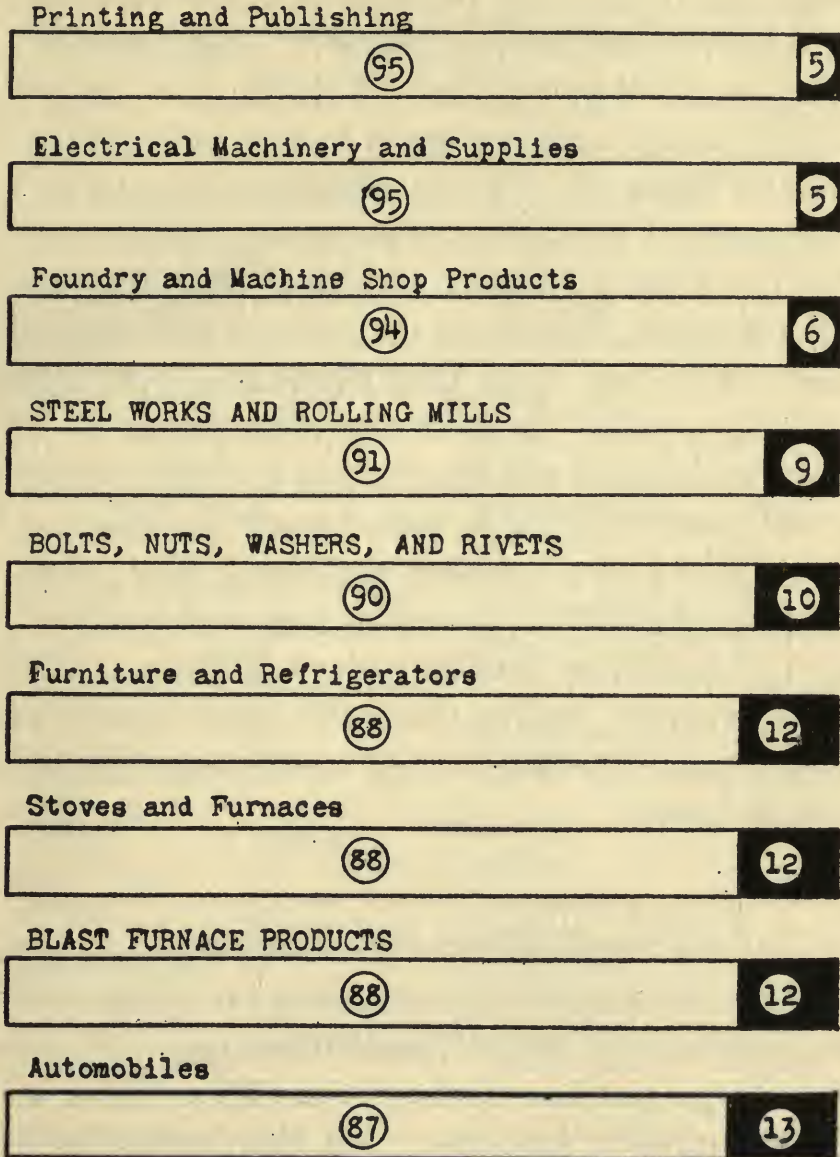 Printing and Publishing
95 5
Electrical Machinery and Supplies
95 5
Foundry and Machine Shop Products
94 6
STEEL WORKS AND ROLLING MILLS
91 9
BOLTS, NUTS, WASHERS, AND RIVETS
90 10
Furniture and Refrigerators
88 12
Stoves and Furnaces
88 12
BLAST FURNACE PRODUCTS
88 12
Automobiles
87 13